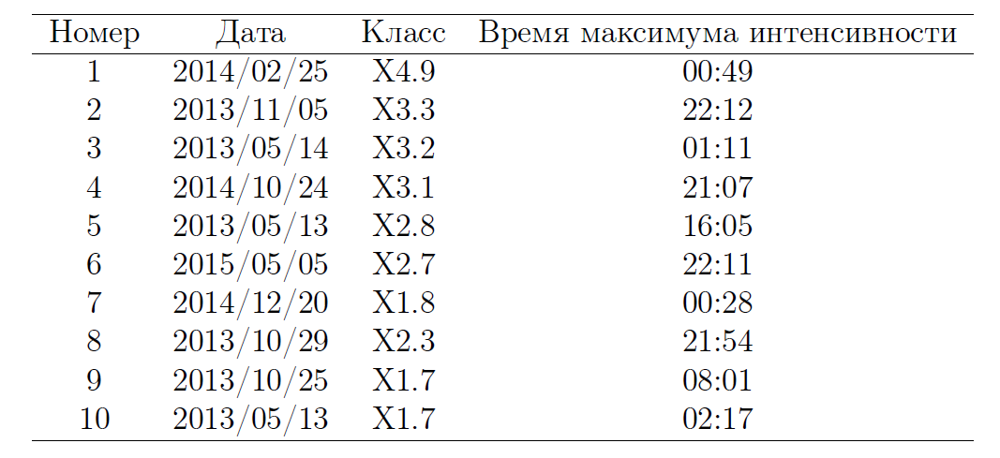 Номер Дата Класс Время максимума интенсивности
1 2014/02/25 X4.9 00:49
2 2013/11/05 X3.3 22:12
3 2013/05/14 X3.2 01:11
4 2014/10/24 X3.1 21:07
5 2013/05/13 X2.8 16:05
6 2015/05/05 X2.7 22:11
7 2014/12/20 X1.8 00:28
8 2013/10/29 X2.3 21:54
9 2013/10/25 X1.7 08:01
10 2013/05/13 X1.7 02:17